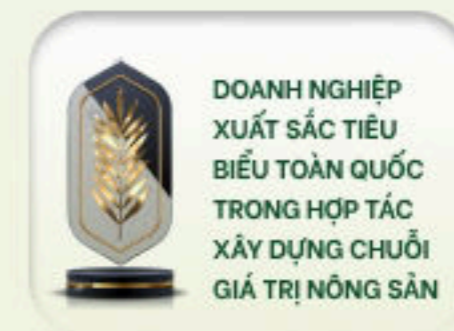 DOANH NGHIỆP
XUẤT SẮC TIÊU
BIỂU TOÀN QUỐC
TRONG HỢP TÁC
XÂY DỰNG CHUỖI
GIÁ TRỊ NÔNG SẢN